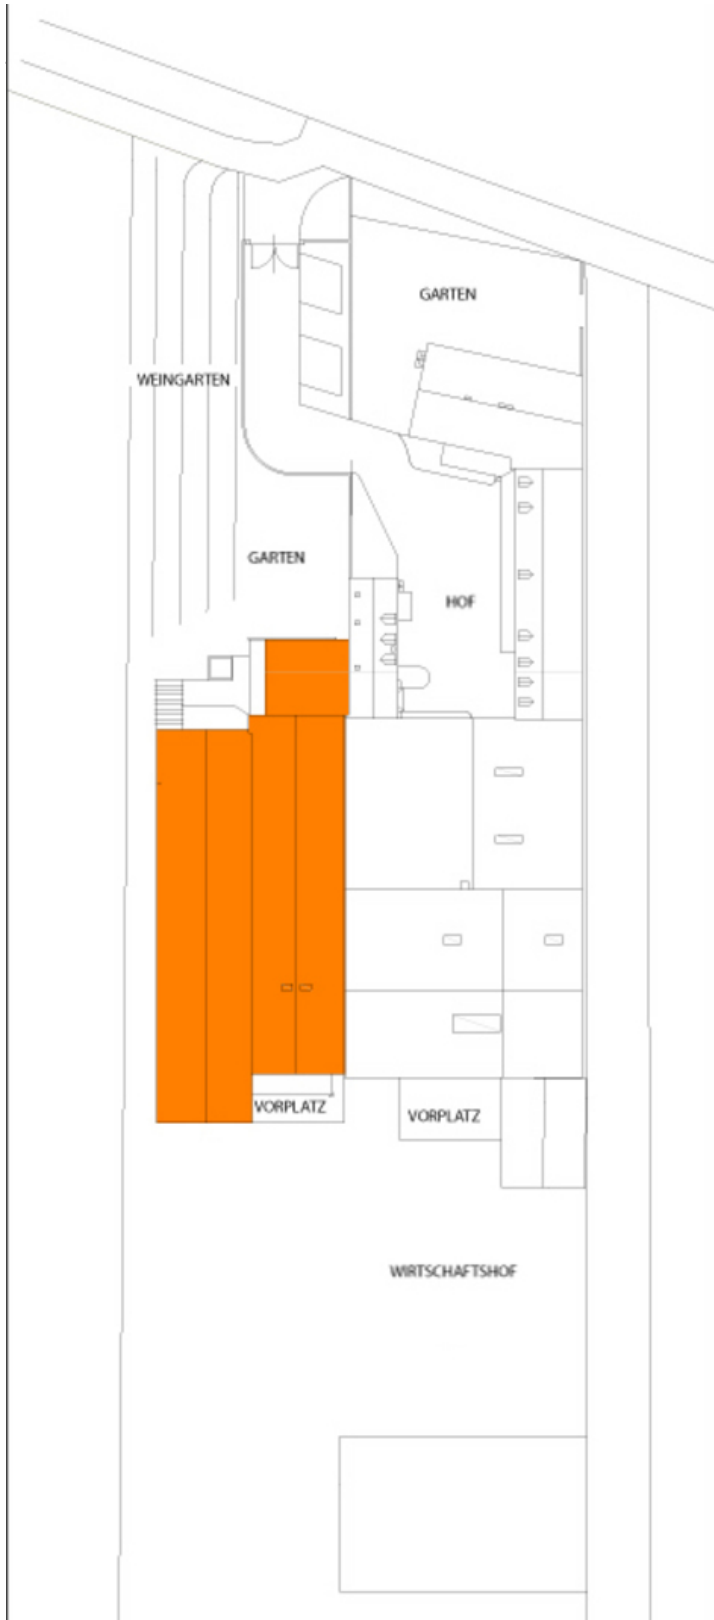 GARTEN
WEINGARTEN
GARTEN
HOF
VORPLATZ
VORPLATZ
WIRTSCHAFTSHOF